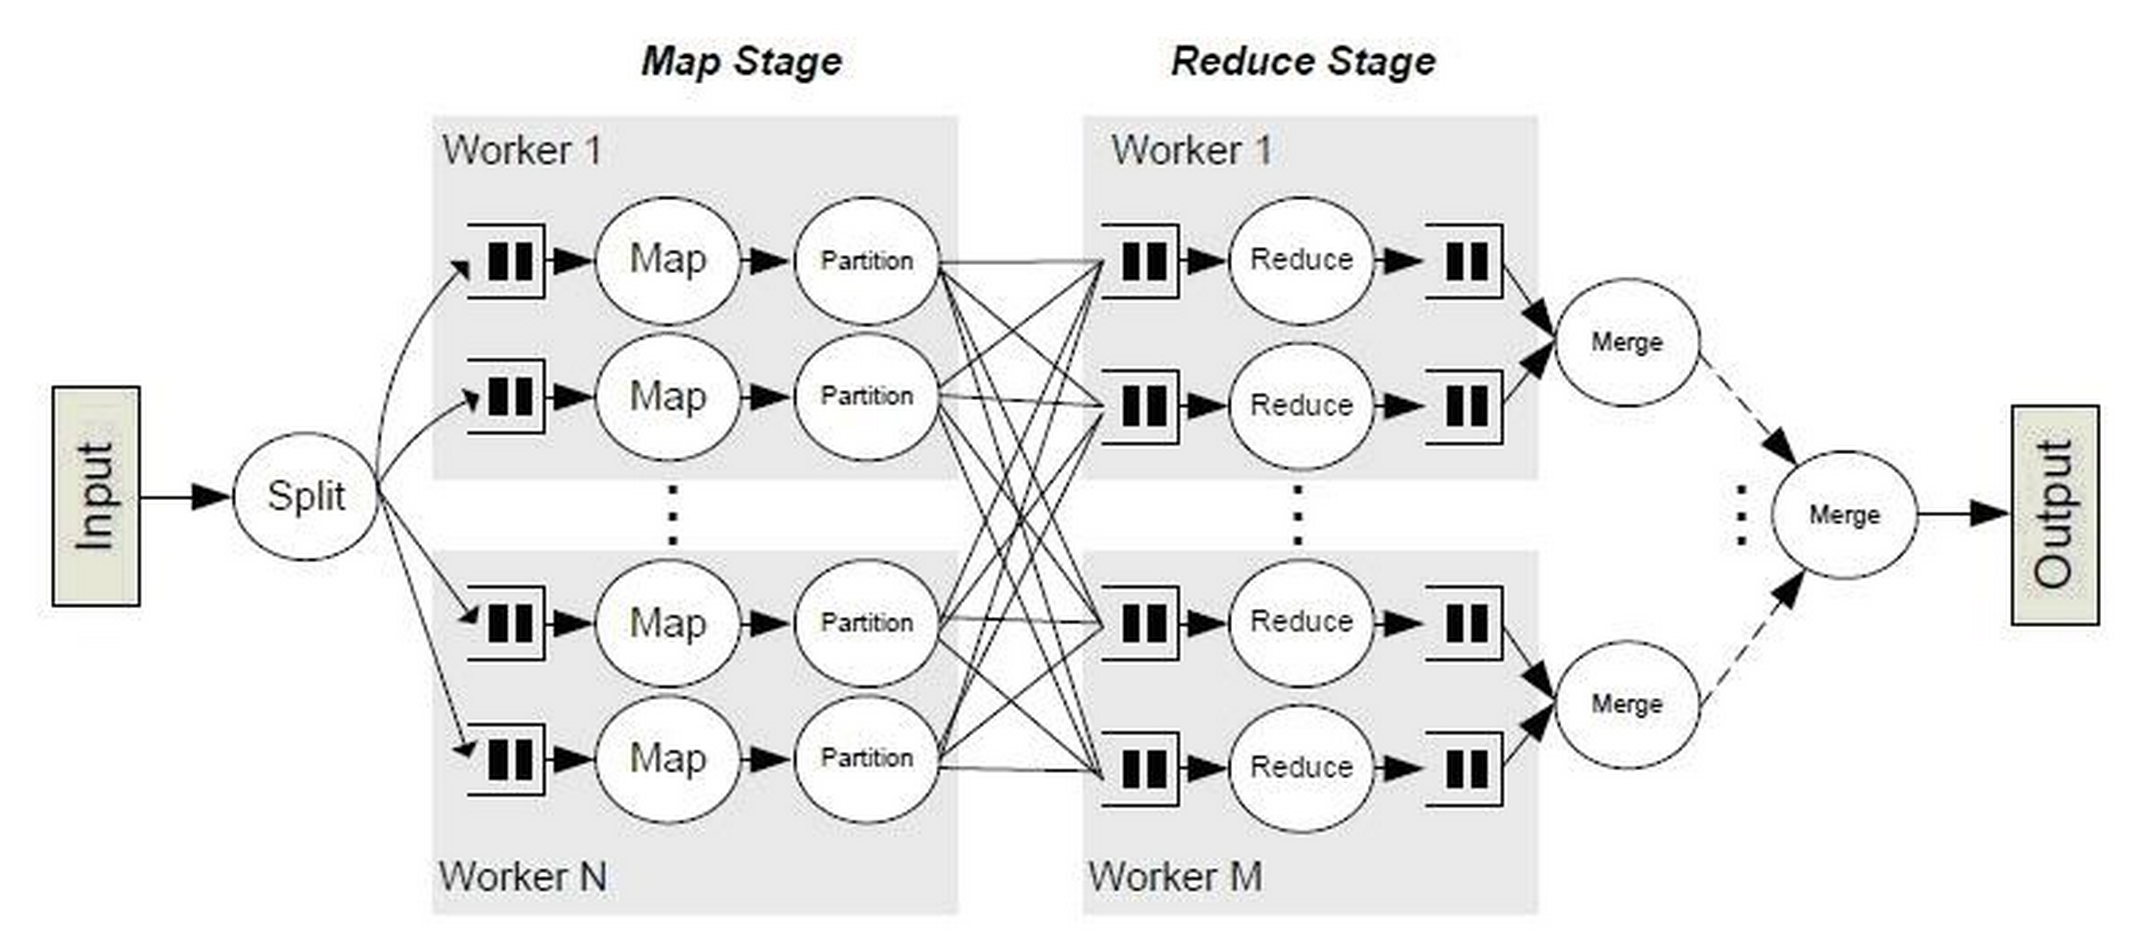 Map Stage
Reduce Stage
Worker 1
Worker 1
Map
Partition
Reduce
Map
Partition
Reduce
Merge
Input
Split
Merge
Output
Map
Partition
Reduce
Map
Partition
Reduce
Merge
Worker N
Worker M